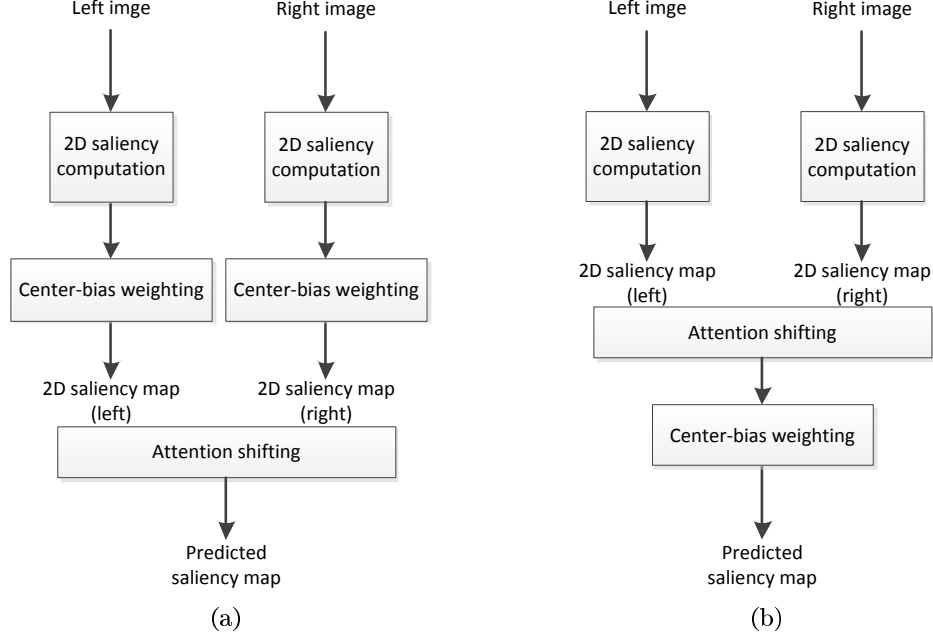 Left imge
Right image
2D saliency
computation
2D saliency
computation
Center-bias weighting
Center-bias weighting
2D saliency map
(left)
2D saliency map
(right)
Attention shifting
Predicted
saliency map
(a)
Left imge
Right image
2D saliency
computation
2D saliency
computation
2D saliency map
(left)
2D saliency map
(right)
Attention shifting
Center-bias weighting
Predicted
saliency map
(b)